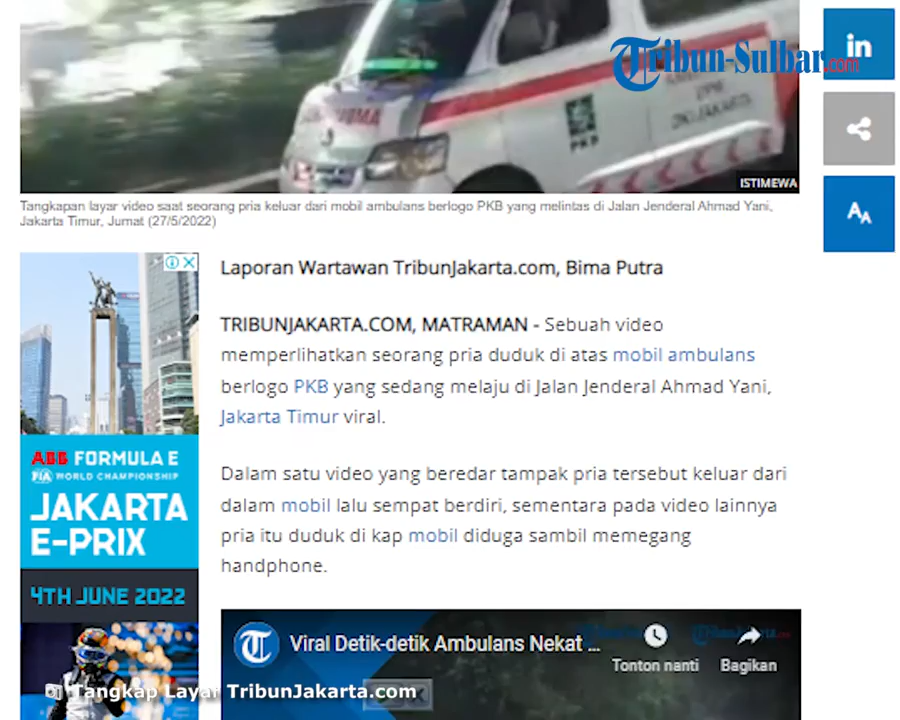 Tribun-Sulbar.com
in
AMBULANS
PKB
DKI JAKARTA
ISTIMEWA
AA
Tangkapan layar video saat seorang pria keluar dari mobil ambulans berlogo PKB yang melintas di Jalan Jenderal Ahmad Yani,
Jakarta Timur, Jumat (27/5/2022)
Laporan Wartawan TribunJakarta.com, Bima Putra
TRIBUNJAKARTA.COM, MATRAMAN - Sebuah video
memperlihatkan seorang pria duduk di atas mobil ambulans
berlogo PKB yang sedang melaju di Jalan Jenderal Ahmad Yani,
Jakarta Timur viral.
Dalam satu video yang beredar tampak pria tersebut keluar dari
dalam mobil lalu sempat berdiri, sementara pada video lainnya
pria itu duduk di kap mobil diduga sambil memegang
handphone.
ABB FORMULA E
FIA WORLD CHAMPIONSHIP
JAKARTA
E-PRIX
4TH JUNE 2022
Viral Detik-detik Ambulans Nekat ...
Tonton nanti
Bagikan
Tangkap Layar TribunJakarta.com